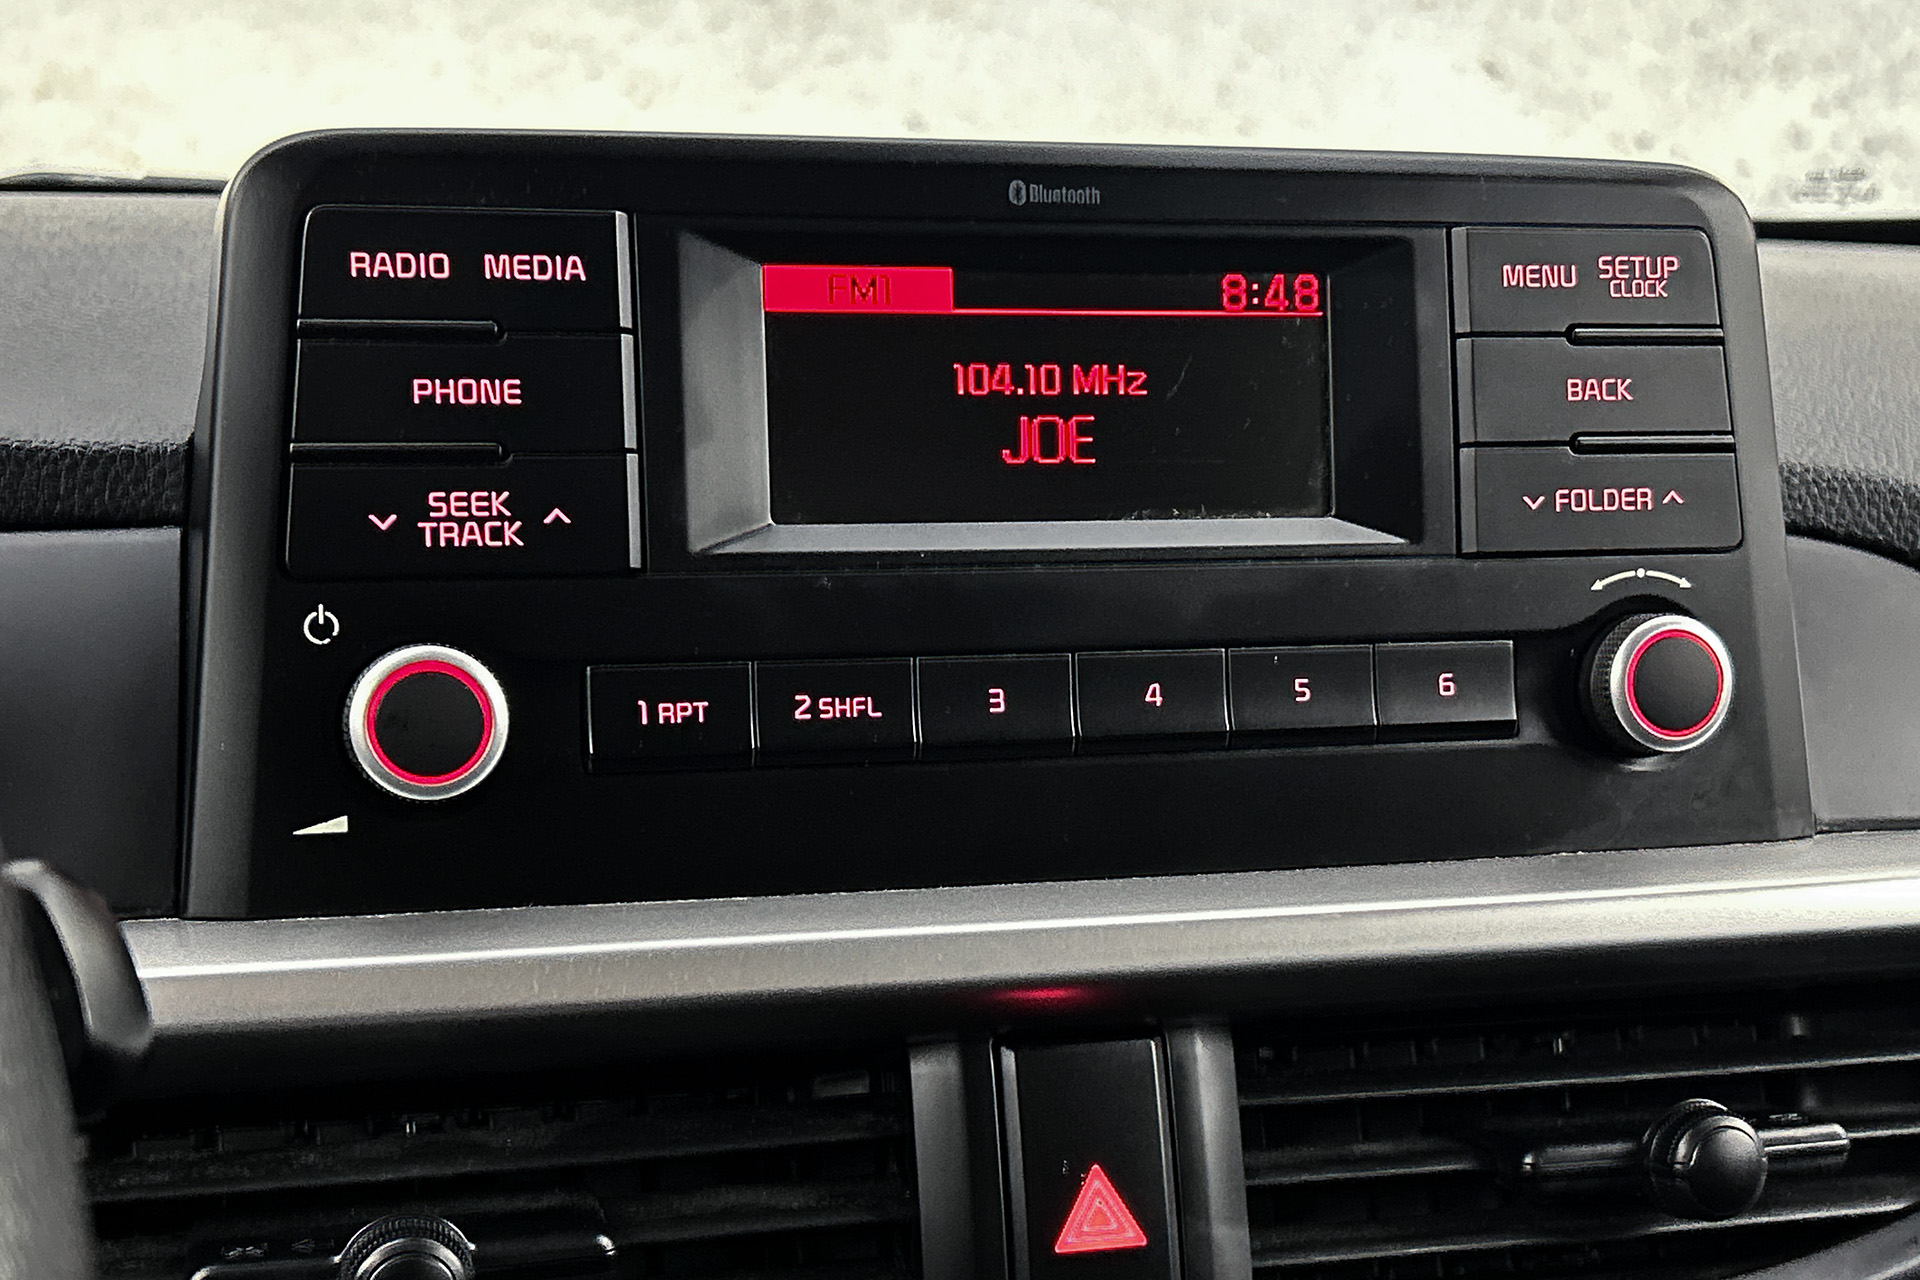 Bluetooth
RADIO MEDIA
PHONE
SEEK
TRACK
FM1 8:48
104.10 MHz
JOE
MENU SETUP
CLOCK
BACK
FOLDER
1 RPT 2 SHFL 3 4 5 6